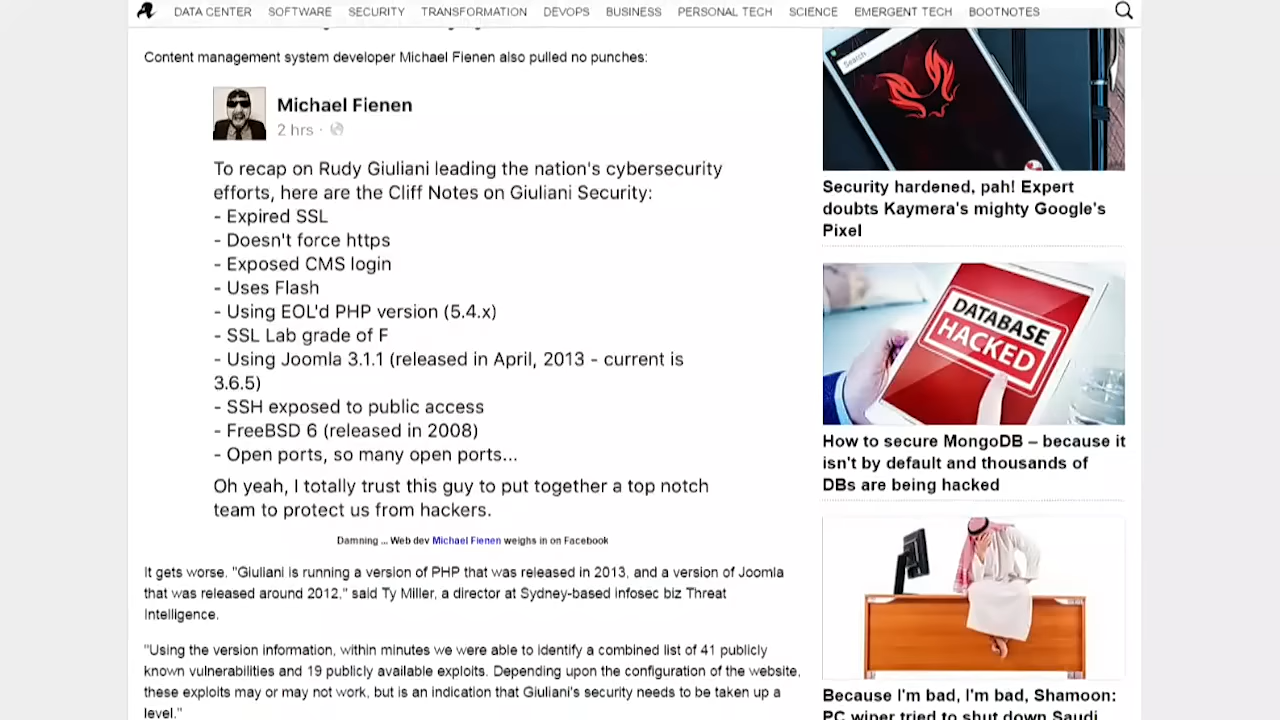 DATA CENTER SOFTWARE SECURITY TRANSFORMATION DEVOPS BUSINESS PERSONAL TECH SCIENCE EMERGENT TECH BOOTNOTES
Content management system developer Michael Fienen also pulled no punches:
Michael Fienen
2 hrs ·
To recap on Rudy Giuliani leading the nation's cybersecurity
efforts, here are the Cliff Notes on Giuliani Security:
- Expired SSL
- Doesn't force https
- Exposed CMS login
- Uses Flash
- Using EOL'd PHP version (5.4.x)
- SSL Lab grade of F
- Using Joomla 3.1.1 (released in April, 2013 - current is
3.6.5)
- SSH exposed to public access
- FreeBSD 6 (released in 2008)
- Open ports, so many open ports...
Oh yeah, I totally trust this guy to put together a top notch
team to protect us from hackers.
Damning ... Web dev Michael Fienen weighs in on Facebook
It gets worse. "Giuliani is running a version of PHP that was released in 2013, and a version of Joomla
that was released around 2012," said Ty Miller, a director at Sydney-based infosec biz Threat
Intelligence.
"Using the version information, within minutes we were able to identify a combined list of 41 publicly
known vulnerabilities and 19 publicly available exploits. Depending upon the configuration of the website,
these exploits may or may not work, but is an indication that Giuliani's security needs to be taken up a
level."
Search
Security hardened, pah! Expert
doubts Kaymera's mighty Google's
Pixel
DATABASE
HACKED
How to secure MongoDB – because it
isn't by default and thousands of
DBs are being hacked
Because I'm bad, I'm bad, Shamoon:
PC wiper tried to shut down Saudi